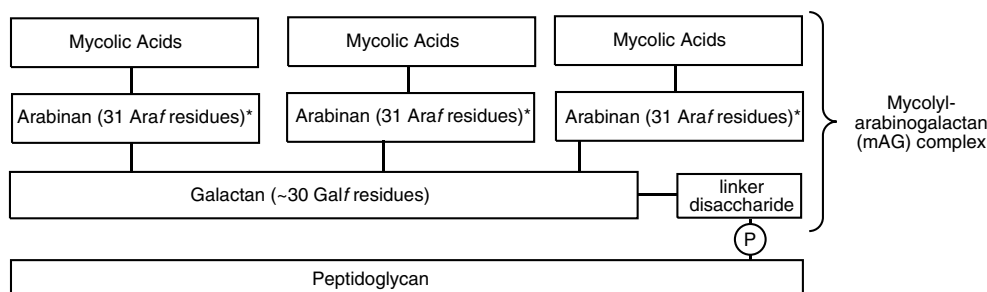 Mycolic Acids
Mycolic Acids
Mycolic Acids
Arabinan (31 Araf residues)*
Arabinan (31 Araf residues)*
Arabinan (31 Araf residues)*
Mycolyl-
arabinogalactan
(mAG) complex
Galactan (~30 Galf residues)
linker
disaccharide
P
Peptidoglycan